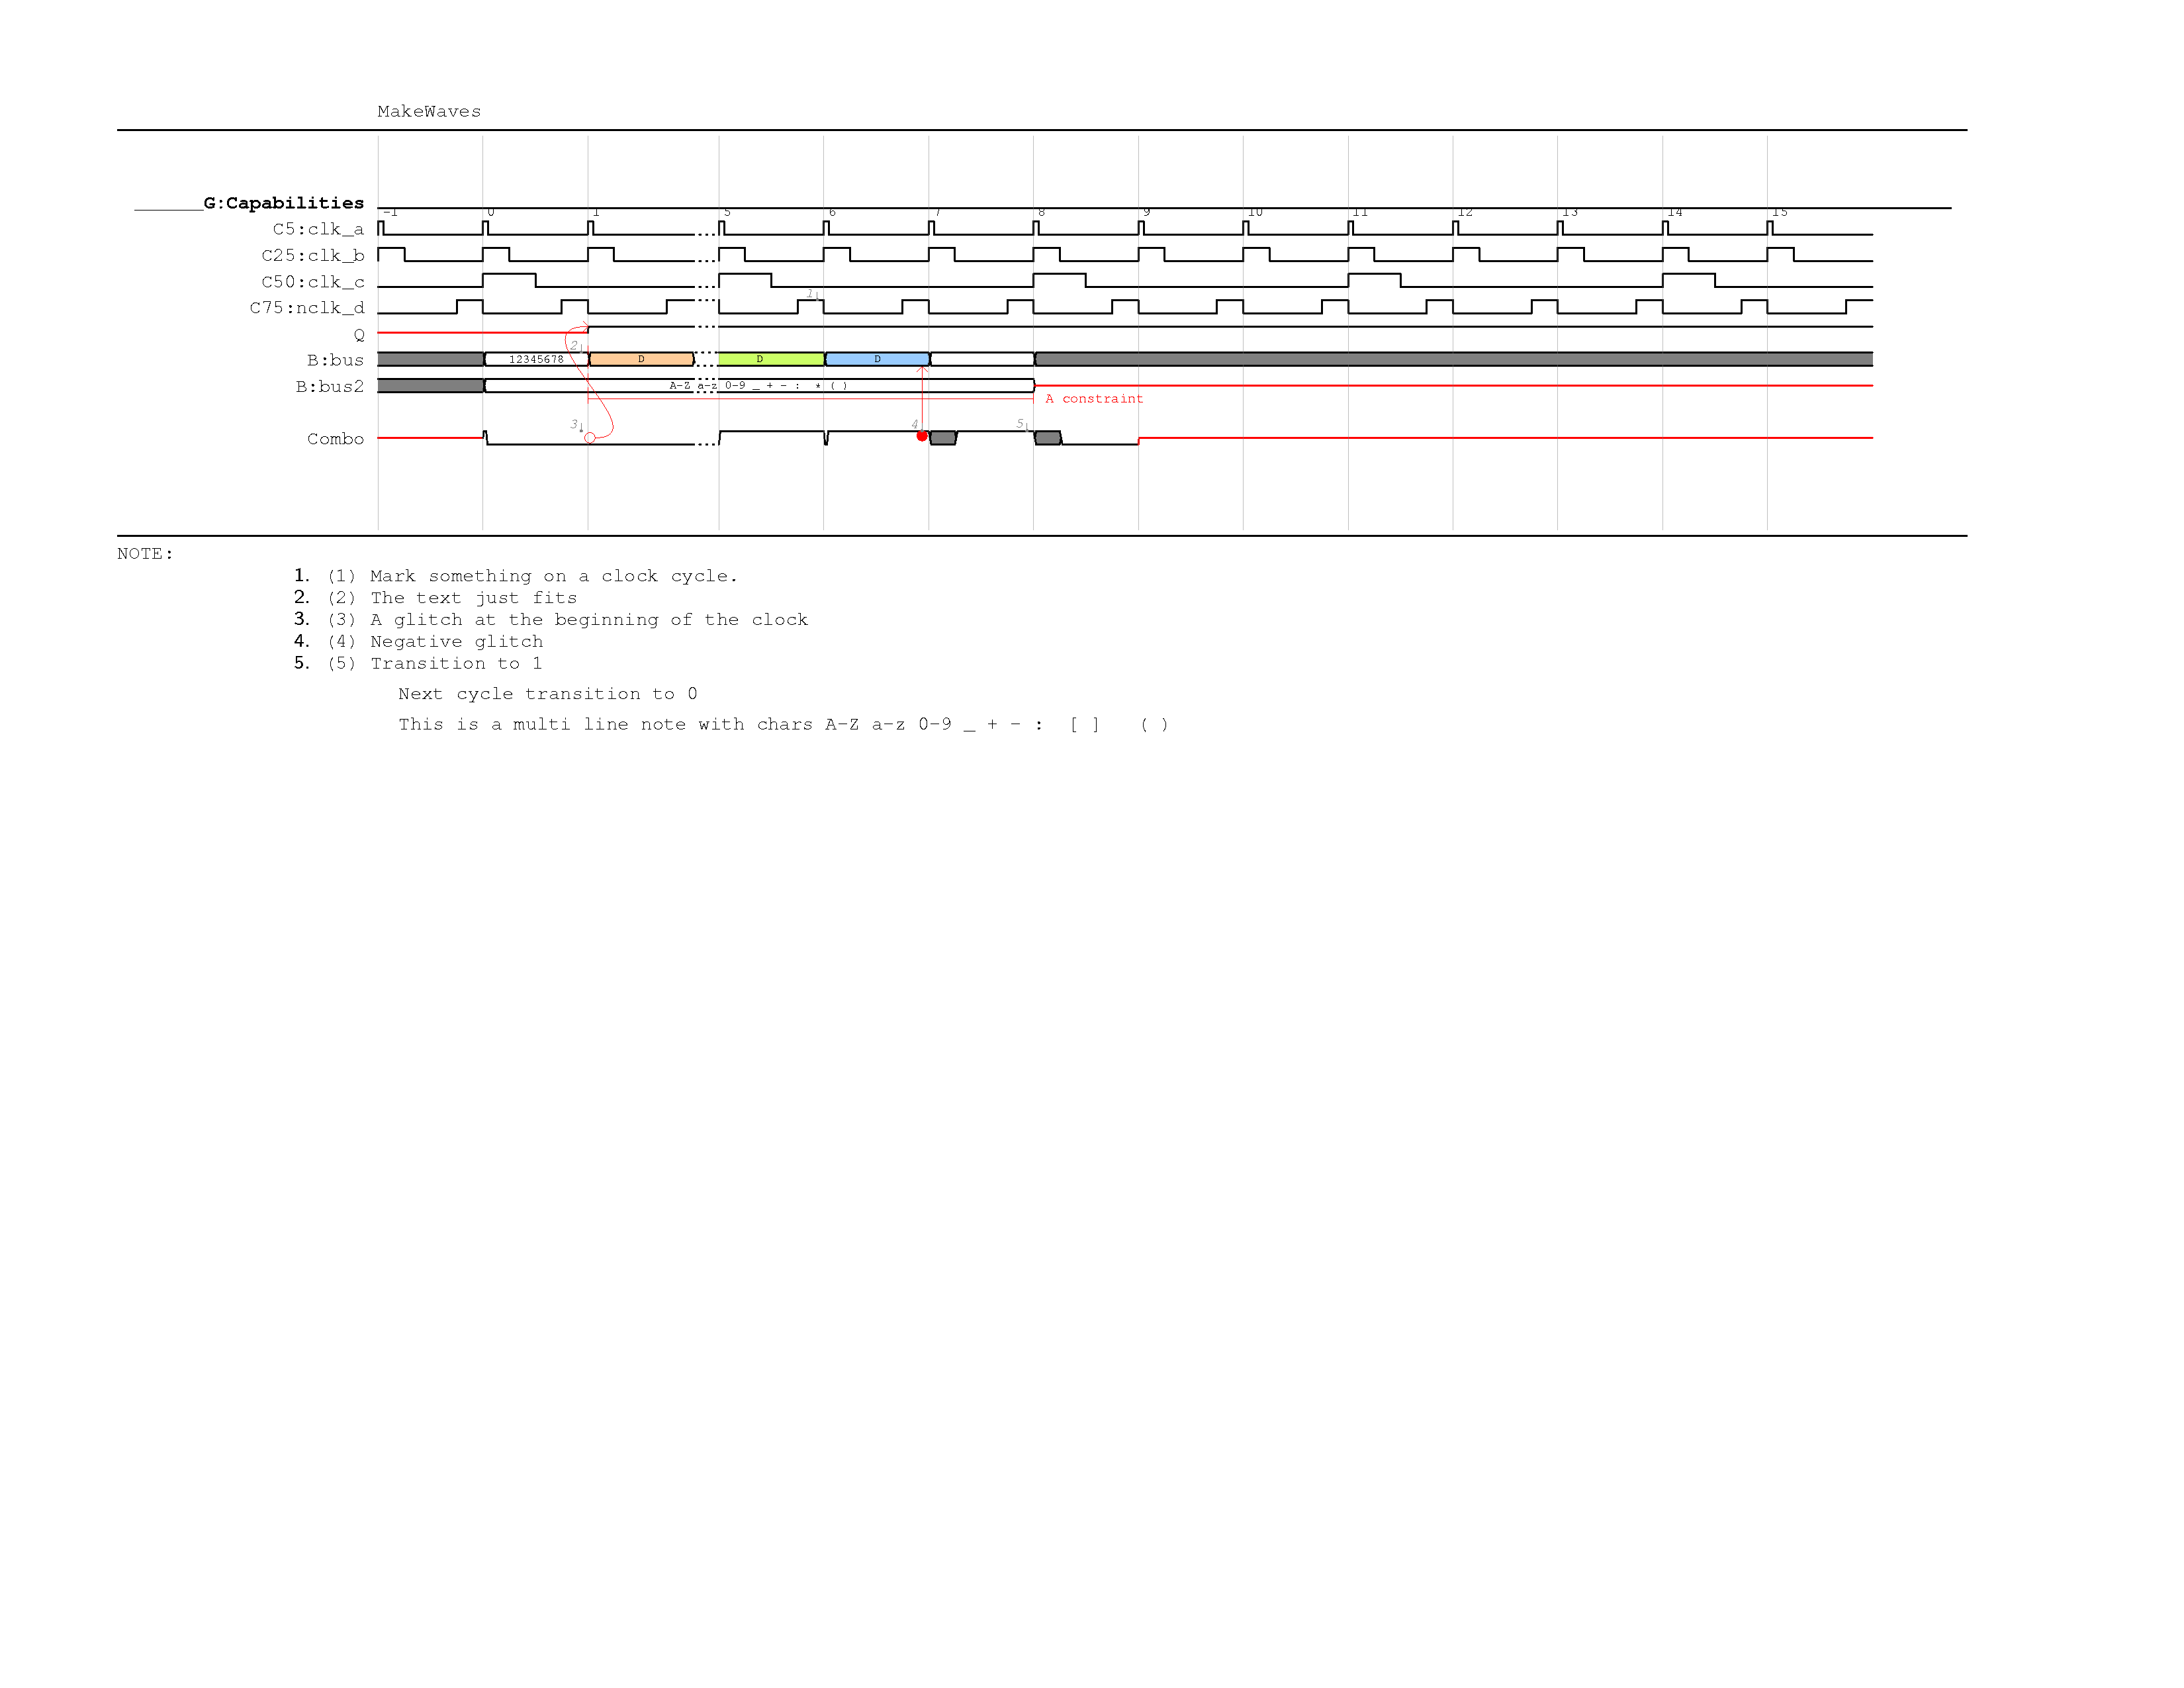 MakeWaves
_______G:Capabilities
-1 0 1 5 6 7 8 9 10 11 12 13 14 15
C5:clk_a
C25:clk_b
C50:clk_c
1
C75:nclk_d
Q
2
B:bus 12345678 D D D
B:bus2 A-Z a-z 0-9 _ + - : * ( )
A constraint
3 4 5
Combo
NOTE:
1. (1) Mark something on a clock cycle.
2. (2) The text just fits
3. (3) A glitch at the beginning of the clock
4. (4) Negative glitch
5. (5) Transition to 1
Next cycle transition to 0
This is a multi line note with chars A-Z a-z 0-9 _ + - : [ ] ( )